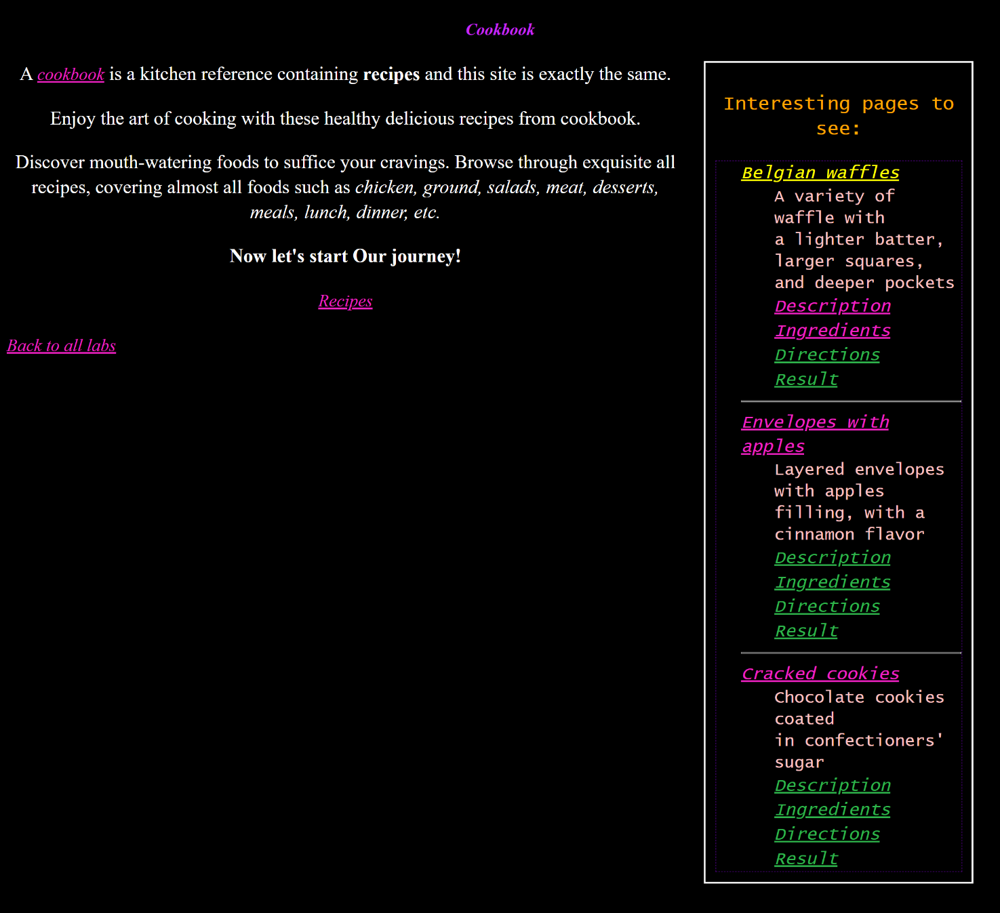 Cookbook
A cookbook is a kitchen reference containing recipes and this site is exactly the same.
Enjoy the art of cooking with these healthy delicious recipes from cookbook.
Discover mouth-watering foods to suffice your cravings. Browse through exquisite all
recipes, covering almost all foods such as chicken, ground, salads, meat, desserts,
meals, lunch, dinner, etc.
Now let's start Our journey!
Recipes
Back to all labs
Interesting pages to
see:
Belgian waffles
A variety of
waffle with
a lighter batter,
larger squares,
and deeper pockets
Description
Ingredients
Directions
Result
Envelopes with
apples
Layered envelopes
with apples
filling, with a
cinnamon flavor
Description
Ingredients
Directions
Result
Cracked cookies
Chocolate cookies
coated
in confectioners'
sugar
Description
Ingredients
Directions
Result